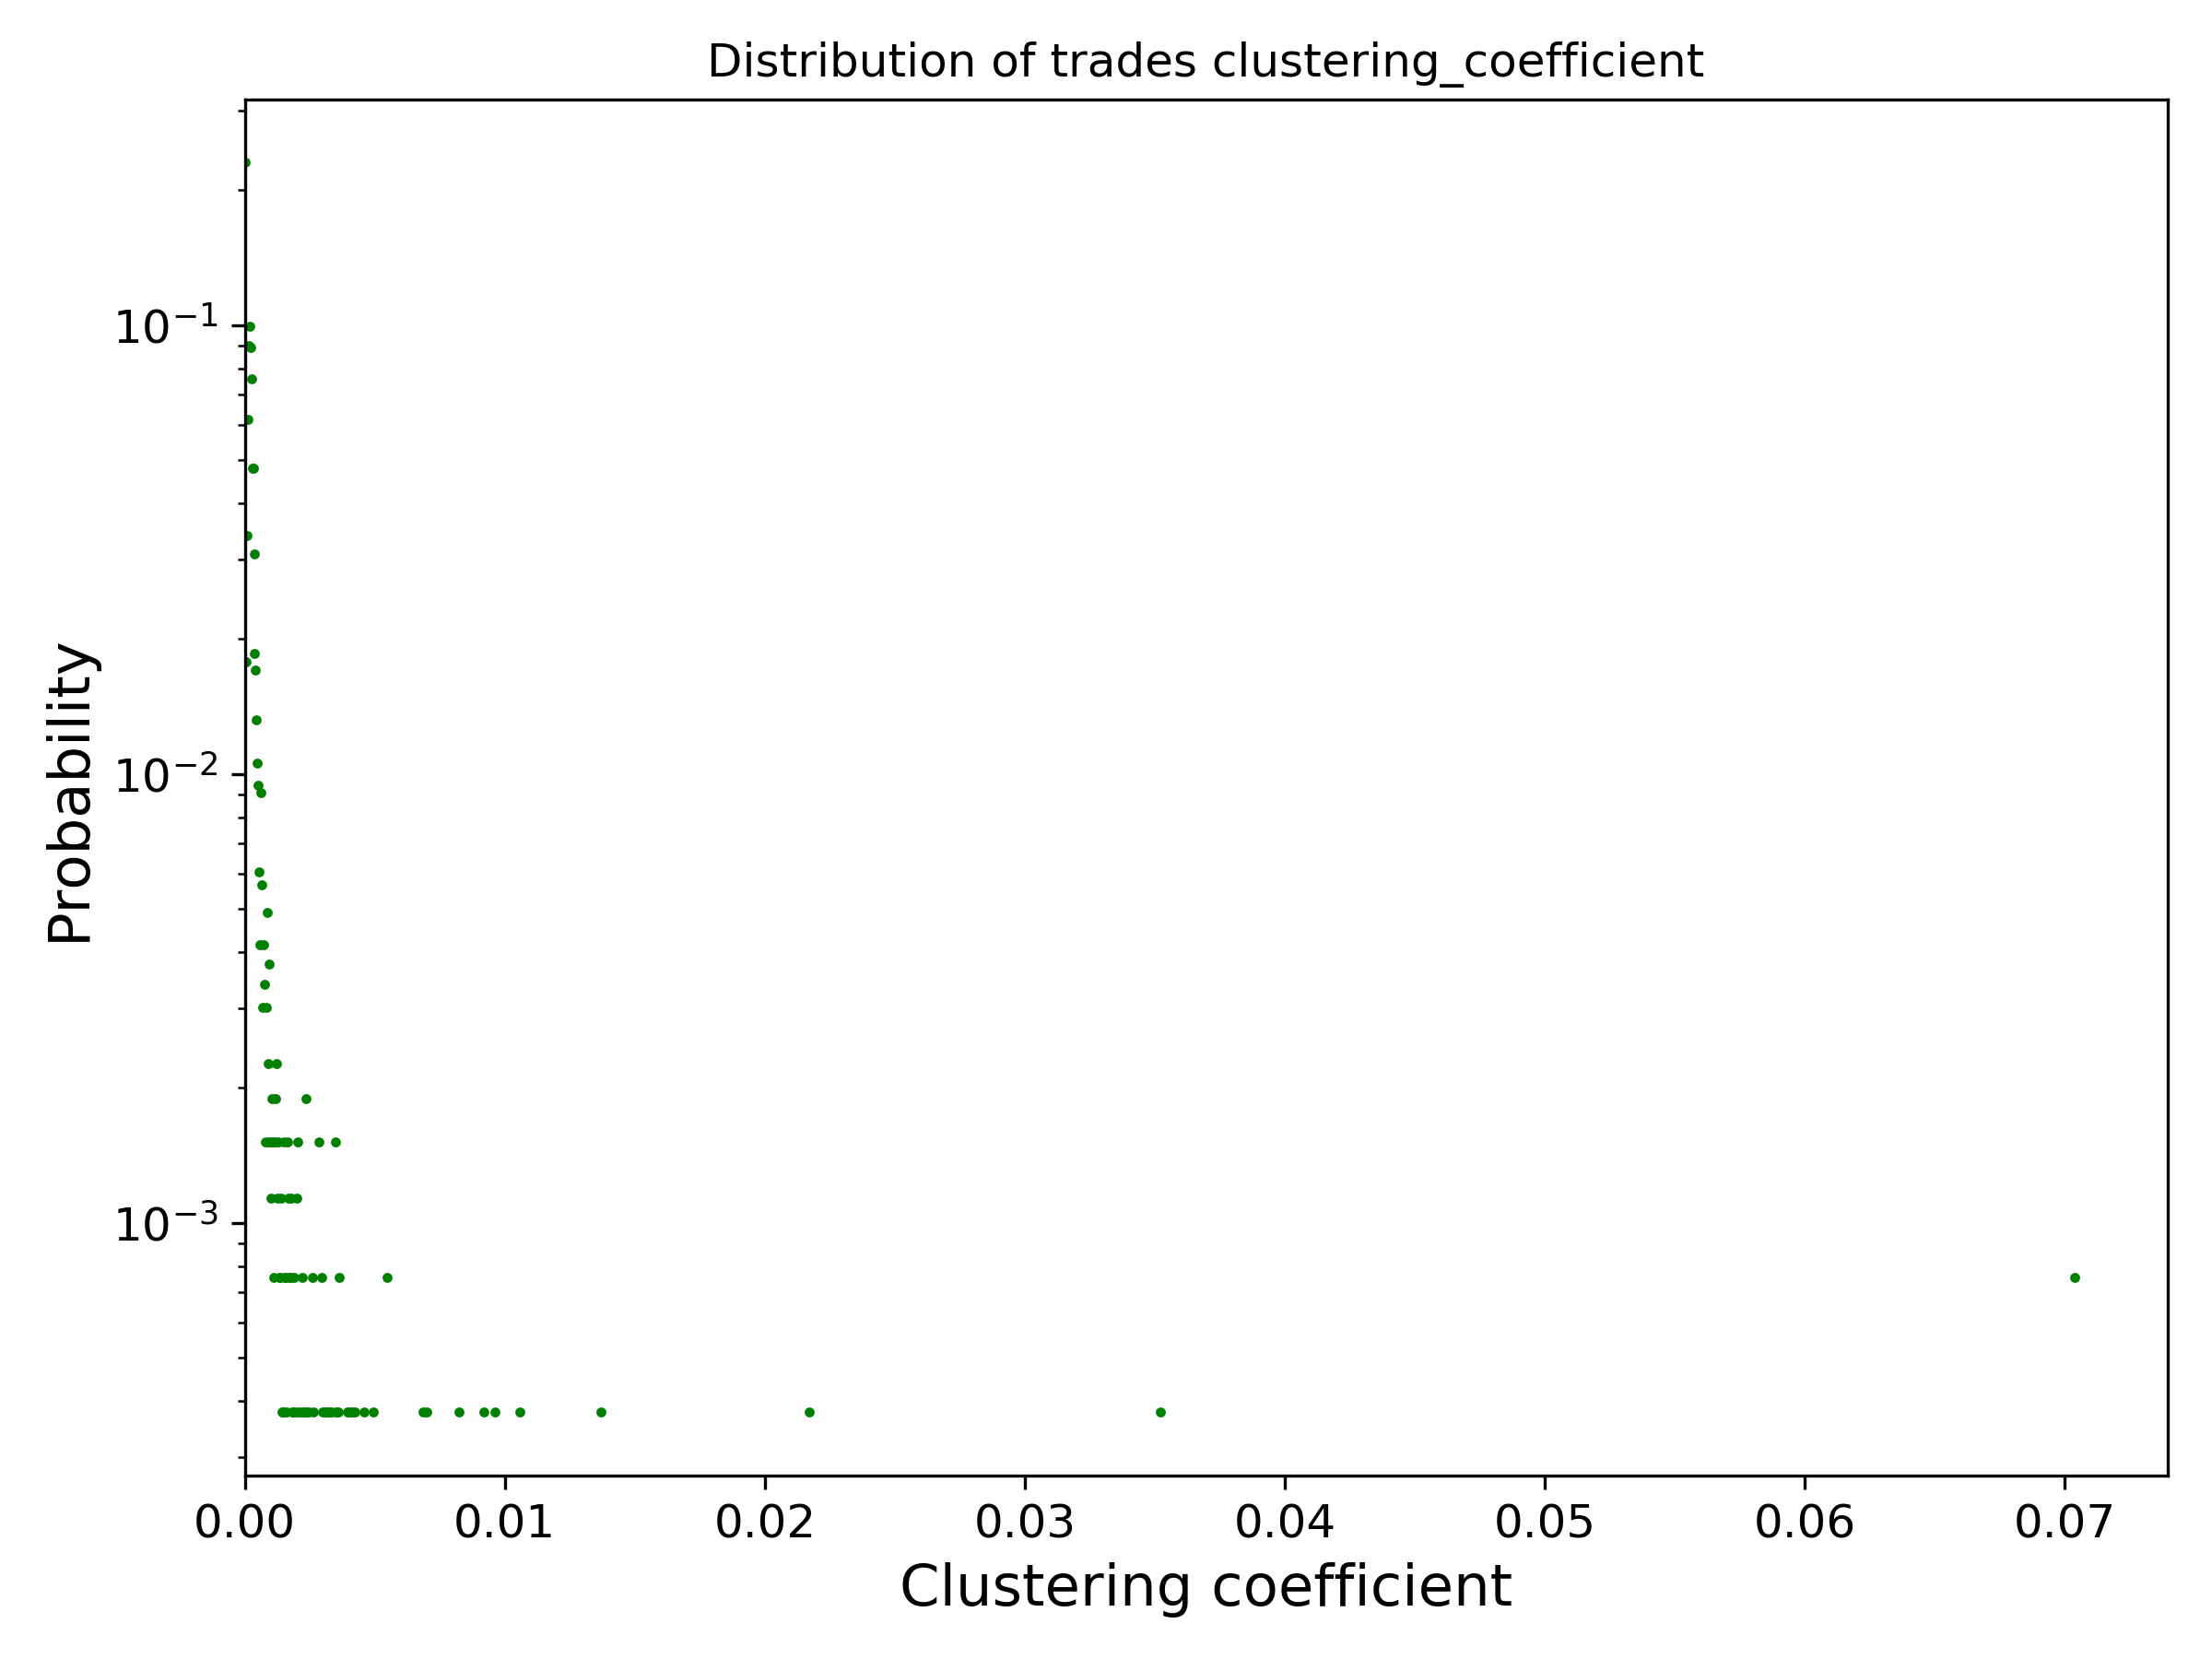 Distribution of trades clustering_coefficient
Probability
10⁻¹
10⁻²
10⁻³
0.00 0.01 0.02 0.03 0.04 0.05 0.06 0.07
Clustering coefficient